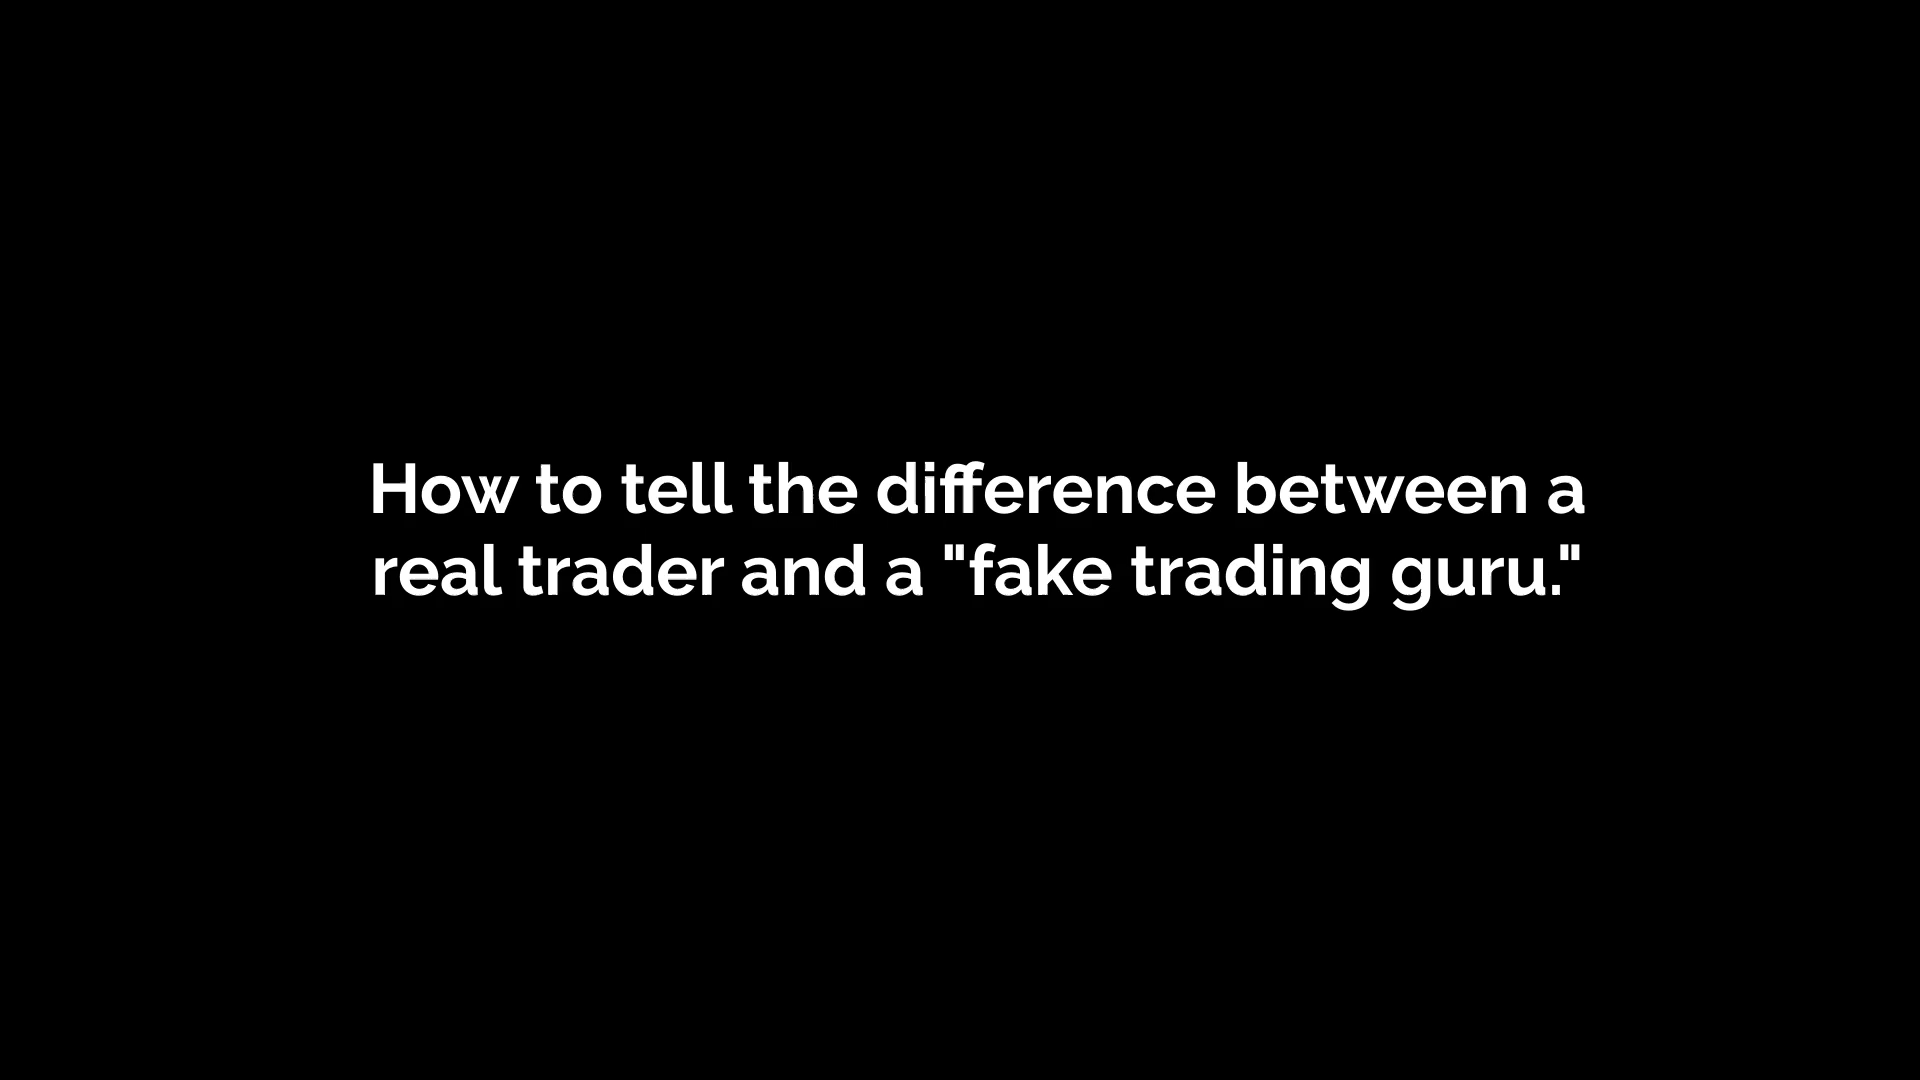 How to tell the difference between a
real trader and a "fake trading guru."